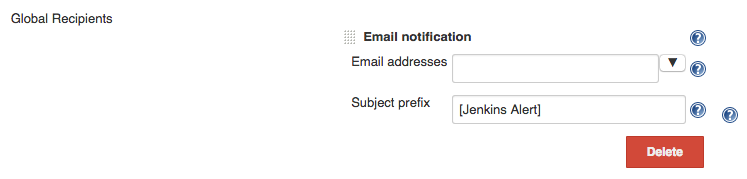 Global Recipients
Email notification
Email addresses
Subject prefix
[Jenkins Alert]
Delete